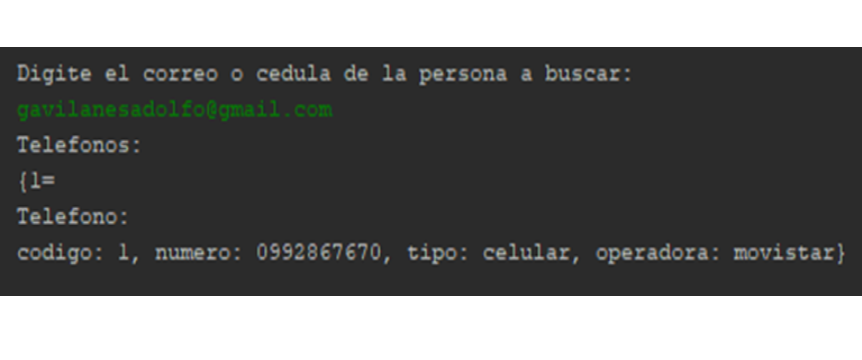 Digite el correo o cedula de la persona a buscar:
gavilanesadolfo@gmail.com
Telefonos:
{1=
Telefono:
codigo: 1, numero: 0992867670, tipo: celular, operadora: movistar}